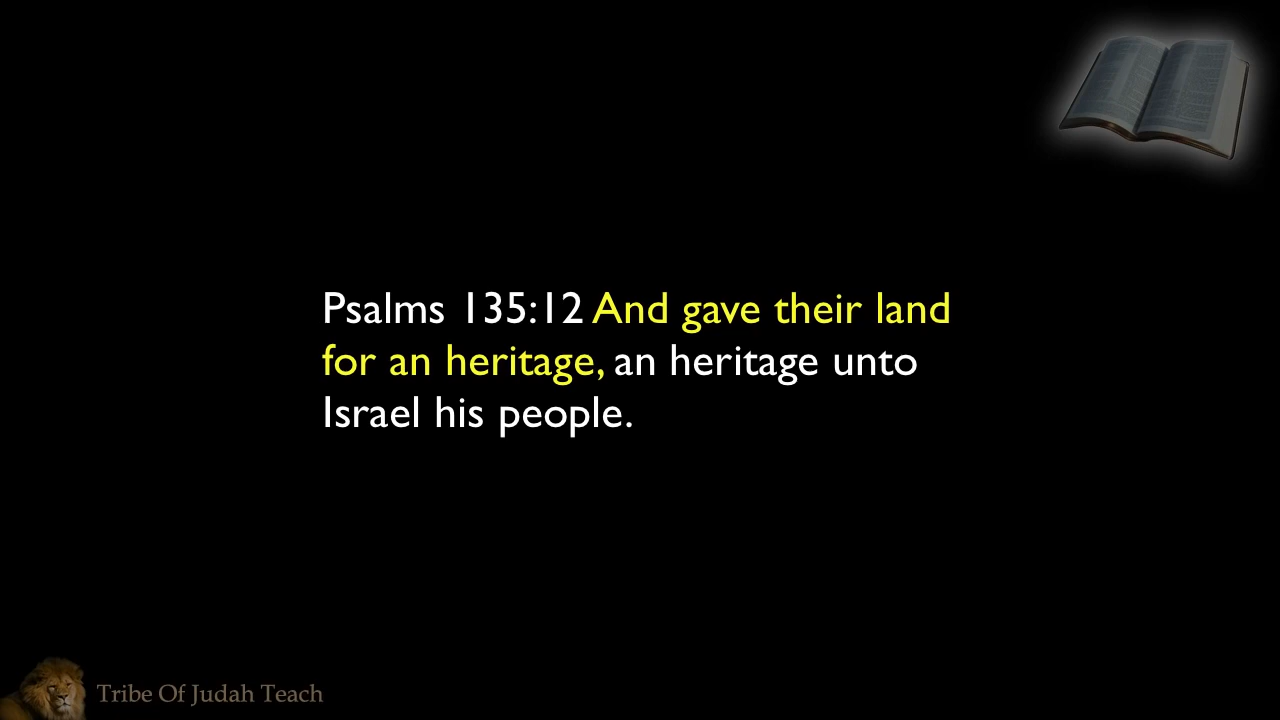 Psalms 135:12 And gave their land
for an heritage, an heritage unto
Israel his people.
Tribe Of Judah Teach